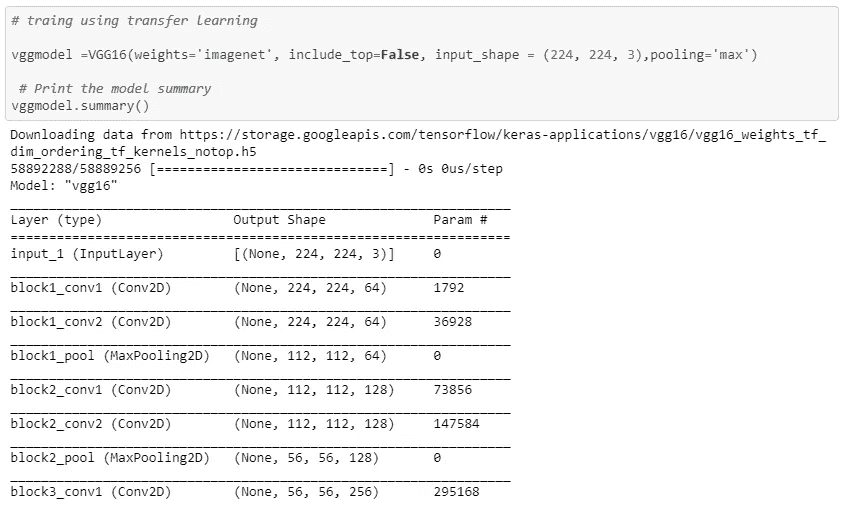 # traing using transfer learning
vggmodel =VGG16(weights='imagenet', include_top=False, input_shape = (224, 224, 3),pooling='max')
# Print the model summary
vggmodel.summary()
Downloading data from https://storage.googleapis.com/tensorflow/keras-applications/vgg16/vgg16_weights_tf_
dim_ordering_tf_kernels_notop.h5
58892288/58889256 [==============================] - 0s 0us/step
Model: "vgg16"
_________________________________________________________________
Layer (type)                 Output Shape              Param #
=================================================================
input_1 (InputLayer)         [(None, 224, 224, 3)]     0
_________________________________________________________________
block1_conv1 (Conv2D)        (None, 224, 224, 64)      1792
_________________________________________________________________
block1_conv2 (Conv2D)        (None, 224, 224, 64)      36928
_________________________________________________________________
block1_pool (MaxPooling2D)   (None, 112, 112, 64)      0
_________________________________________________________________
block2_conv1 (Conv2D)        (None, 112, 112, 128)     73856
_________________________________________________________________
block2_conv2 (Conv2D)        (None, 112, 112, 128)     147584
_________________________________________________________________
block2_pool (MaxPooling2D)   (None, 56, 56, 128)       0
_________________________________________________________________
block3_conv1 (Conv2D)        (None, 56, 56, 256)       295168